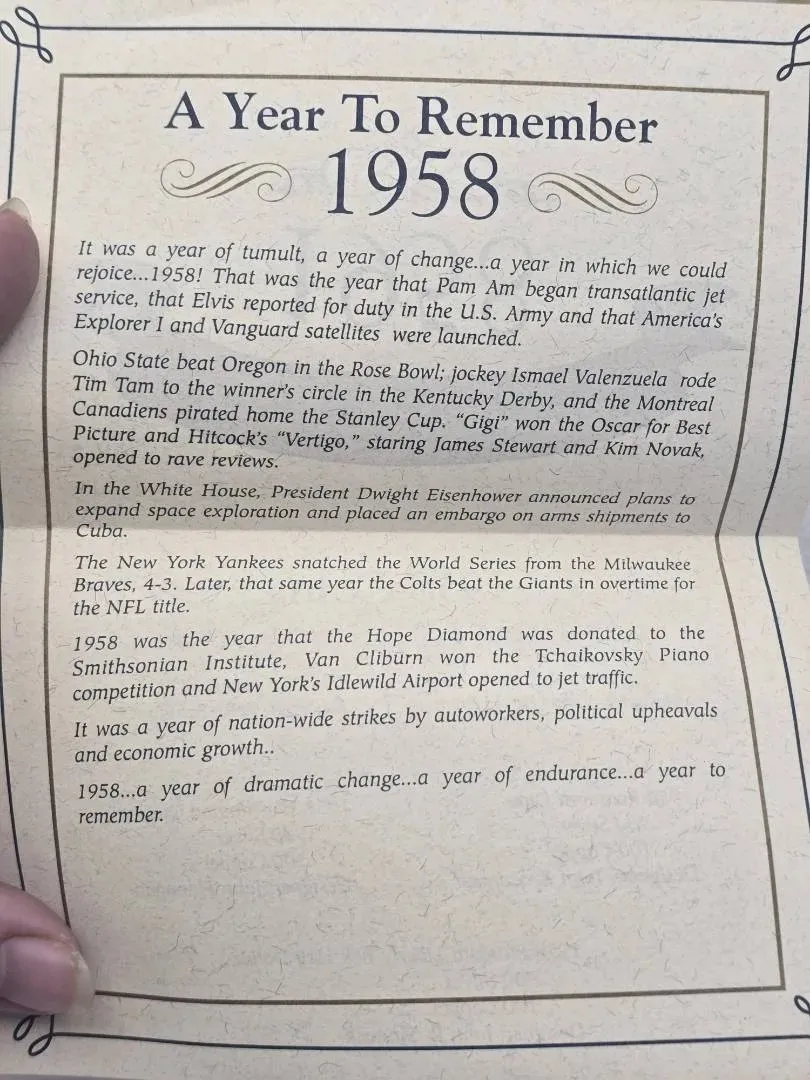 A Year To Remember
1958
It was a year of tumult, a year of change...a year in which we could
rejoice...1958! That was the year that Pam Am began transatlantic jet
service, that Elvis reported for duty in the U.S. Army and that America's
Explorer I and Vanguard satellites were launched.
Ohio State beat Oregon in the Rose Bowl; jockey Ismael Valenzuela rode
Tim Tam to the winner's circle in the Kentucky Derby, and the Montreal
Canadiens pirated home the Stanley Cup. “Gigi” won the Oscar for Best
Picture and Hitcock's “Vertigo,” staring James Stewart and Kim Novak,
opened to rave reviews.
In the White House, President Dwight Eisenhower announced plans to
expand space exploration and placed an embargo on arms shipments to
Cuba.
The New York Yankees snatched the World Series from the Milwaukee
Braves, 4-3. Later, that same year the Colts beat the Giants in overtime for
the NFL title.
1958 was the year that the Hope Diamond was donated to the
Smithsonian Institute, Van Cliburn won the Tchaikovsky Piano
competition and New York's Idlewild Airport opened to jet traffic.
It was a year of nation-wide strikes by autoworkers, political upheavals
and economic growth..
1958...a year of dramatic change...a year of endurance...a year to
remember.